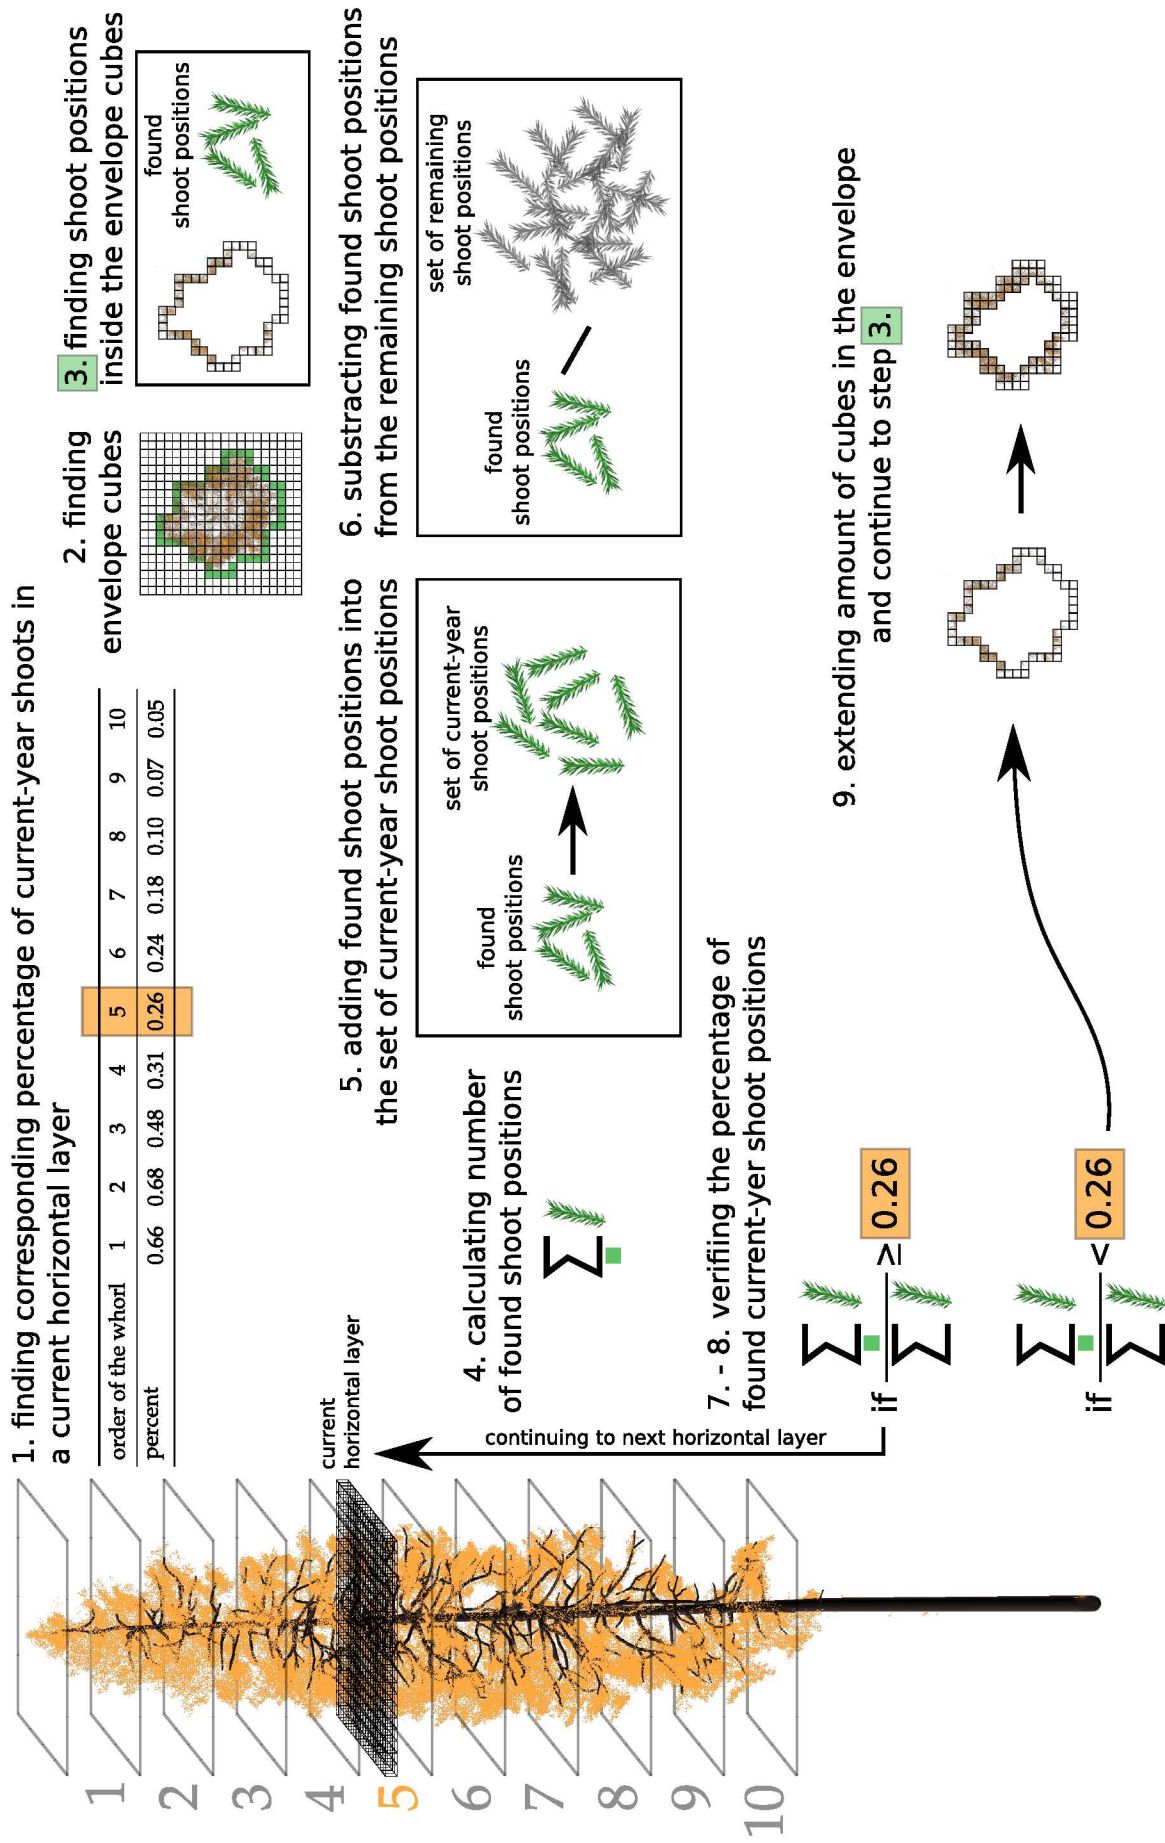 1. finding corresponding percentage of current-year shoots in
a current horizontal layer
order of the whorl 1 2 3 4 5 6 7 8 9 10
percent 0.66 0.68 0.48 0.31 0.26 0.24 0.18 0.10 0.07 0.05
2. finding
envelope cubes
3. finding shoot positions
inside the envelope cubes
found
shoot positions
1
2
3
4
5
6
7
8
9
10
current
horizontal layer
4. calculating number
of found shoot positions
Σ
5. adding found shoot positions into
the set of current-year shoot positions
found
shoot positions
set of current-year
shoot positions
6. substracting found shoot positions
from the remaining shoot positions
found
shoot positions
set of remaining
shoot positions
continuing to next horizontal layer
7. - 8. verifiing the percentage of
found current-yer shoot positions
if Σ Σ ≥ 0.26
if Σ Σ < 0.26
9. extending amount of cubes in the envelope
and continue to step 3.